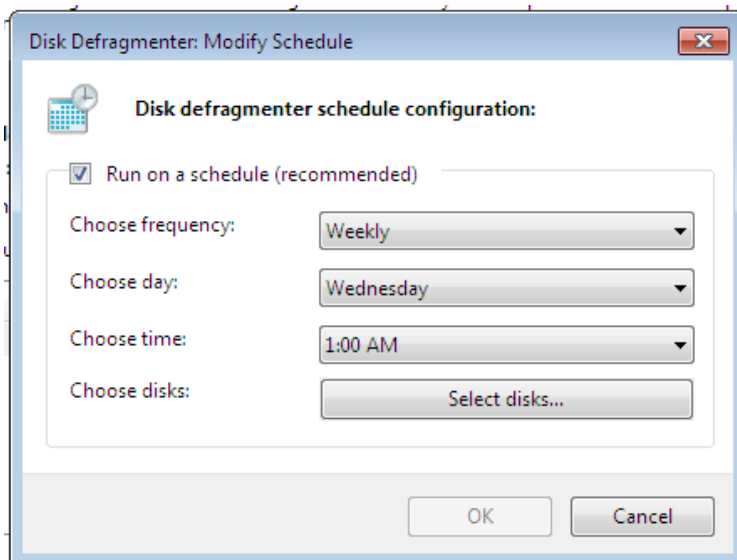 Disk Defragmenter: Modify Schedule
Disk defragmenter schedule configuration:
Run on a schedule (recommended)
Choose frequency: Weekly
Choose day: Wednesday
Choose time: 1:00 AM
Choose disks: Select disks...
OK Cancel